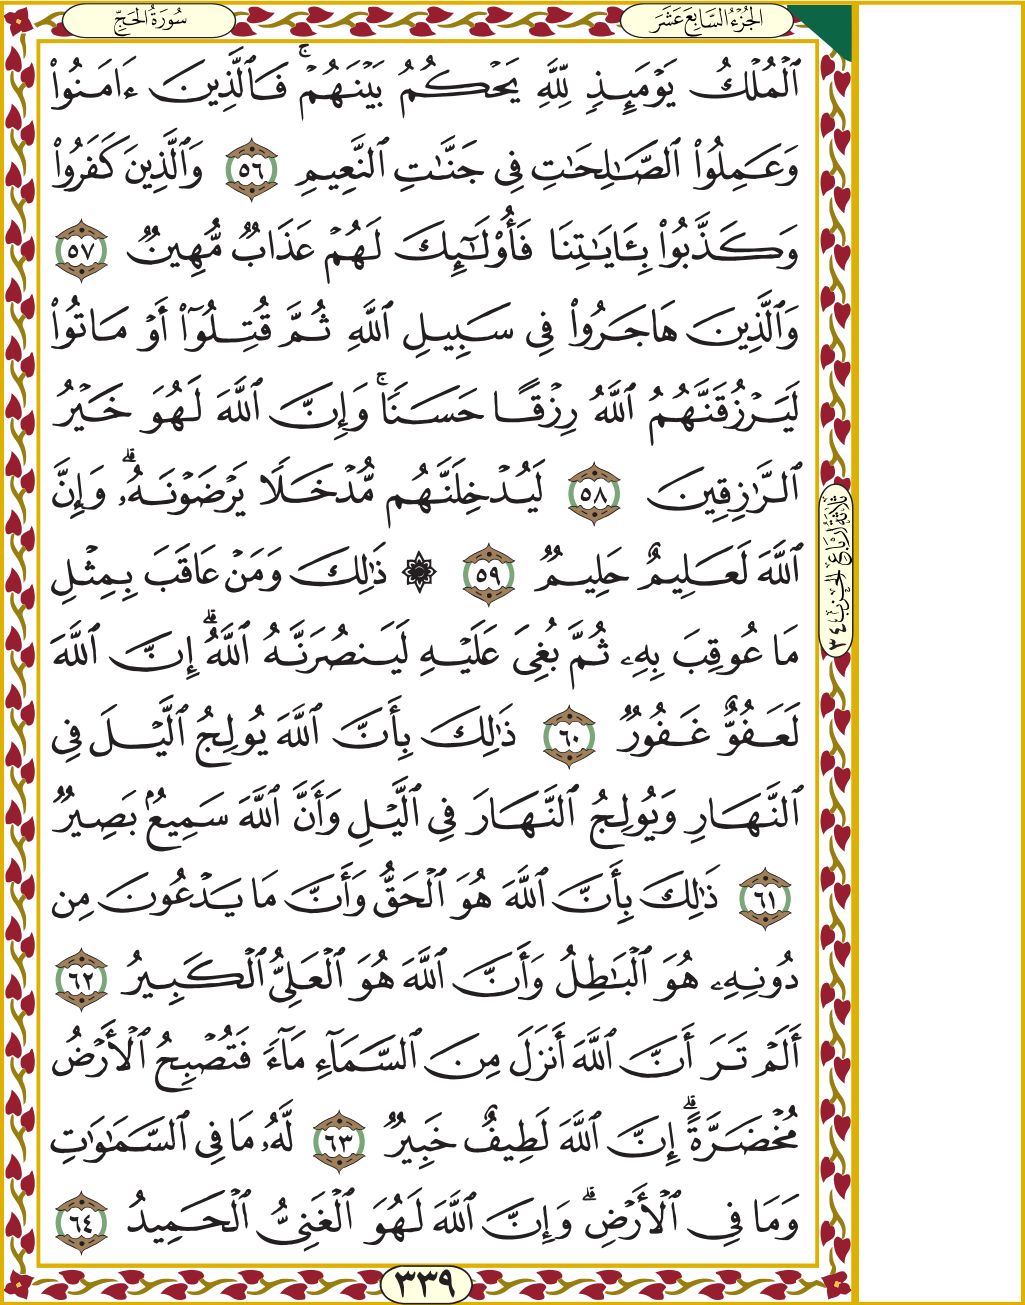 الجُزْءُ السَّابِعَ عَشَرَ
سُورَةُ الحَجِّ
ٱلْمُلْكُ يَوْمَئِذٍ لِّلَّهِ يَحْكُمُ بَيْنَهُمْ ۚ فَٱلَّذِينَ ءَامَنُوا۟
وَعَمِلُوا۟ ٱلصَّـٰلِحَـٰتِ فِى جَنَّـٰتِ ٱلنَّعِيمِ ٥٦ وَٱلَّذِينَ كَفَرُوا۟
وَكَذَّبُوا۟ بِـَٔايَـٰتِنَا فَأُو۟لَـٰٓئِكَ لَهُمْ عَذَابٌ مُّهِينٌ ٥٧
وَٱلَّذِينَ هَاجَرُوا۟ فِى سَبِيلِ ٱللَّهِ ثُمَّ قُتِلُوٓا۟ أَوْ مَاتُوا۟
لَيَرْزُقَنَّهُمُ ٱللَّهُ رِزْقًا حَسَنًا ۚ وَإِنَّ ٱللَّهَ لَهُوَ خَيْرُ
ٱلرَّٰزِقِينَ ٥٨ لَيُدْخِلَنَّهُم مُّدْخَلًا يَرْضَوْنَهُۥ ۗ وَإِنَّ
ٱللَّهَ لَعَلِيمٌ حَلِيمٌ ٥٩ ۞ ذَٰلِكَ وَمَنْ عَاقَبَ بِمِثْلِ
مَا عُوقِبَ بِهِۦ ثُمَّ بُغِىَ عَلَيْهِ لَيَنصُرَنَّهُ ٱللَّهُ ۗ إِنَّ ٱللَّهَ
لَعَفُوٌّ غَفُورٌ ٦٠ ذَٰلِكَ بِأَنَّ ٱللَّهَ يُولِجُ ٱلَّيْلَ فِى
ٱلنَّهَارِ وَيُولِجُ ٱلنَّهَارَ فِى ٱلَّيْلِ وَأَنَّ ٱللَّهَ سَمِيعٌۢ بَصِيرٌ
٦١ ذَٰلِكَ بِأَنَّ ٱللَّهَ هُوَ ٱلْحَقُّ وَأَنَّ مَا يَدْعُونَ مِن
دُونِهِۦ هُوَ ٱلْبَـٰطِلُ وَأَنَّ ٱللَّهَ هُوَ ٱلْعَلِىُّ ٱلْكَبِيرُ ٦٢
أَلَمْ تَرَ أَنَّ ٱللَّهَ أَنزَلَ مِنَ ٱلسَّمَآءِ مَآءً فَتُصْبِحُ ٱلْأَرْضُ
مُخْضَرَّةً ۗ إِنَّ ٱللَّهَ لَطِيفٌ خَبِيرٌ ٦٣ لَّهُۥ مَا فِى ٱلسَّمَـٰوَٰتِ
وَمَا فِى ٱلْأَرْضِ ۗ وَإِنَّ ٱللَّهَ لَهُوَ ٱلْغَنِىُّ ٱلْحَمِيدُ ٦٤
ثَلَاثَةُ أَرْبَاعِ الحِزْبِ ٣٤
٣٣٩